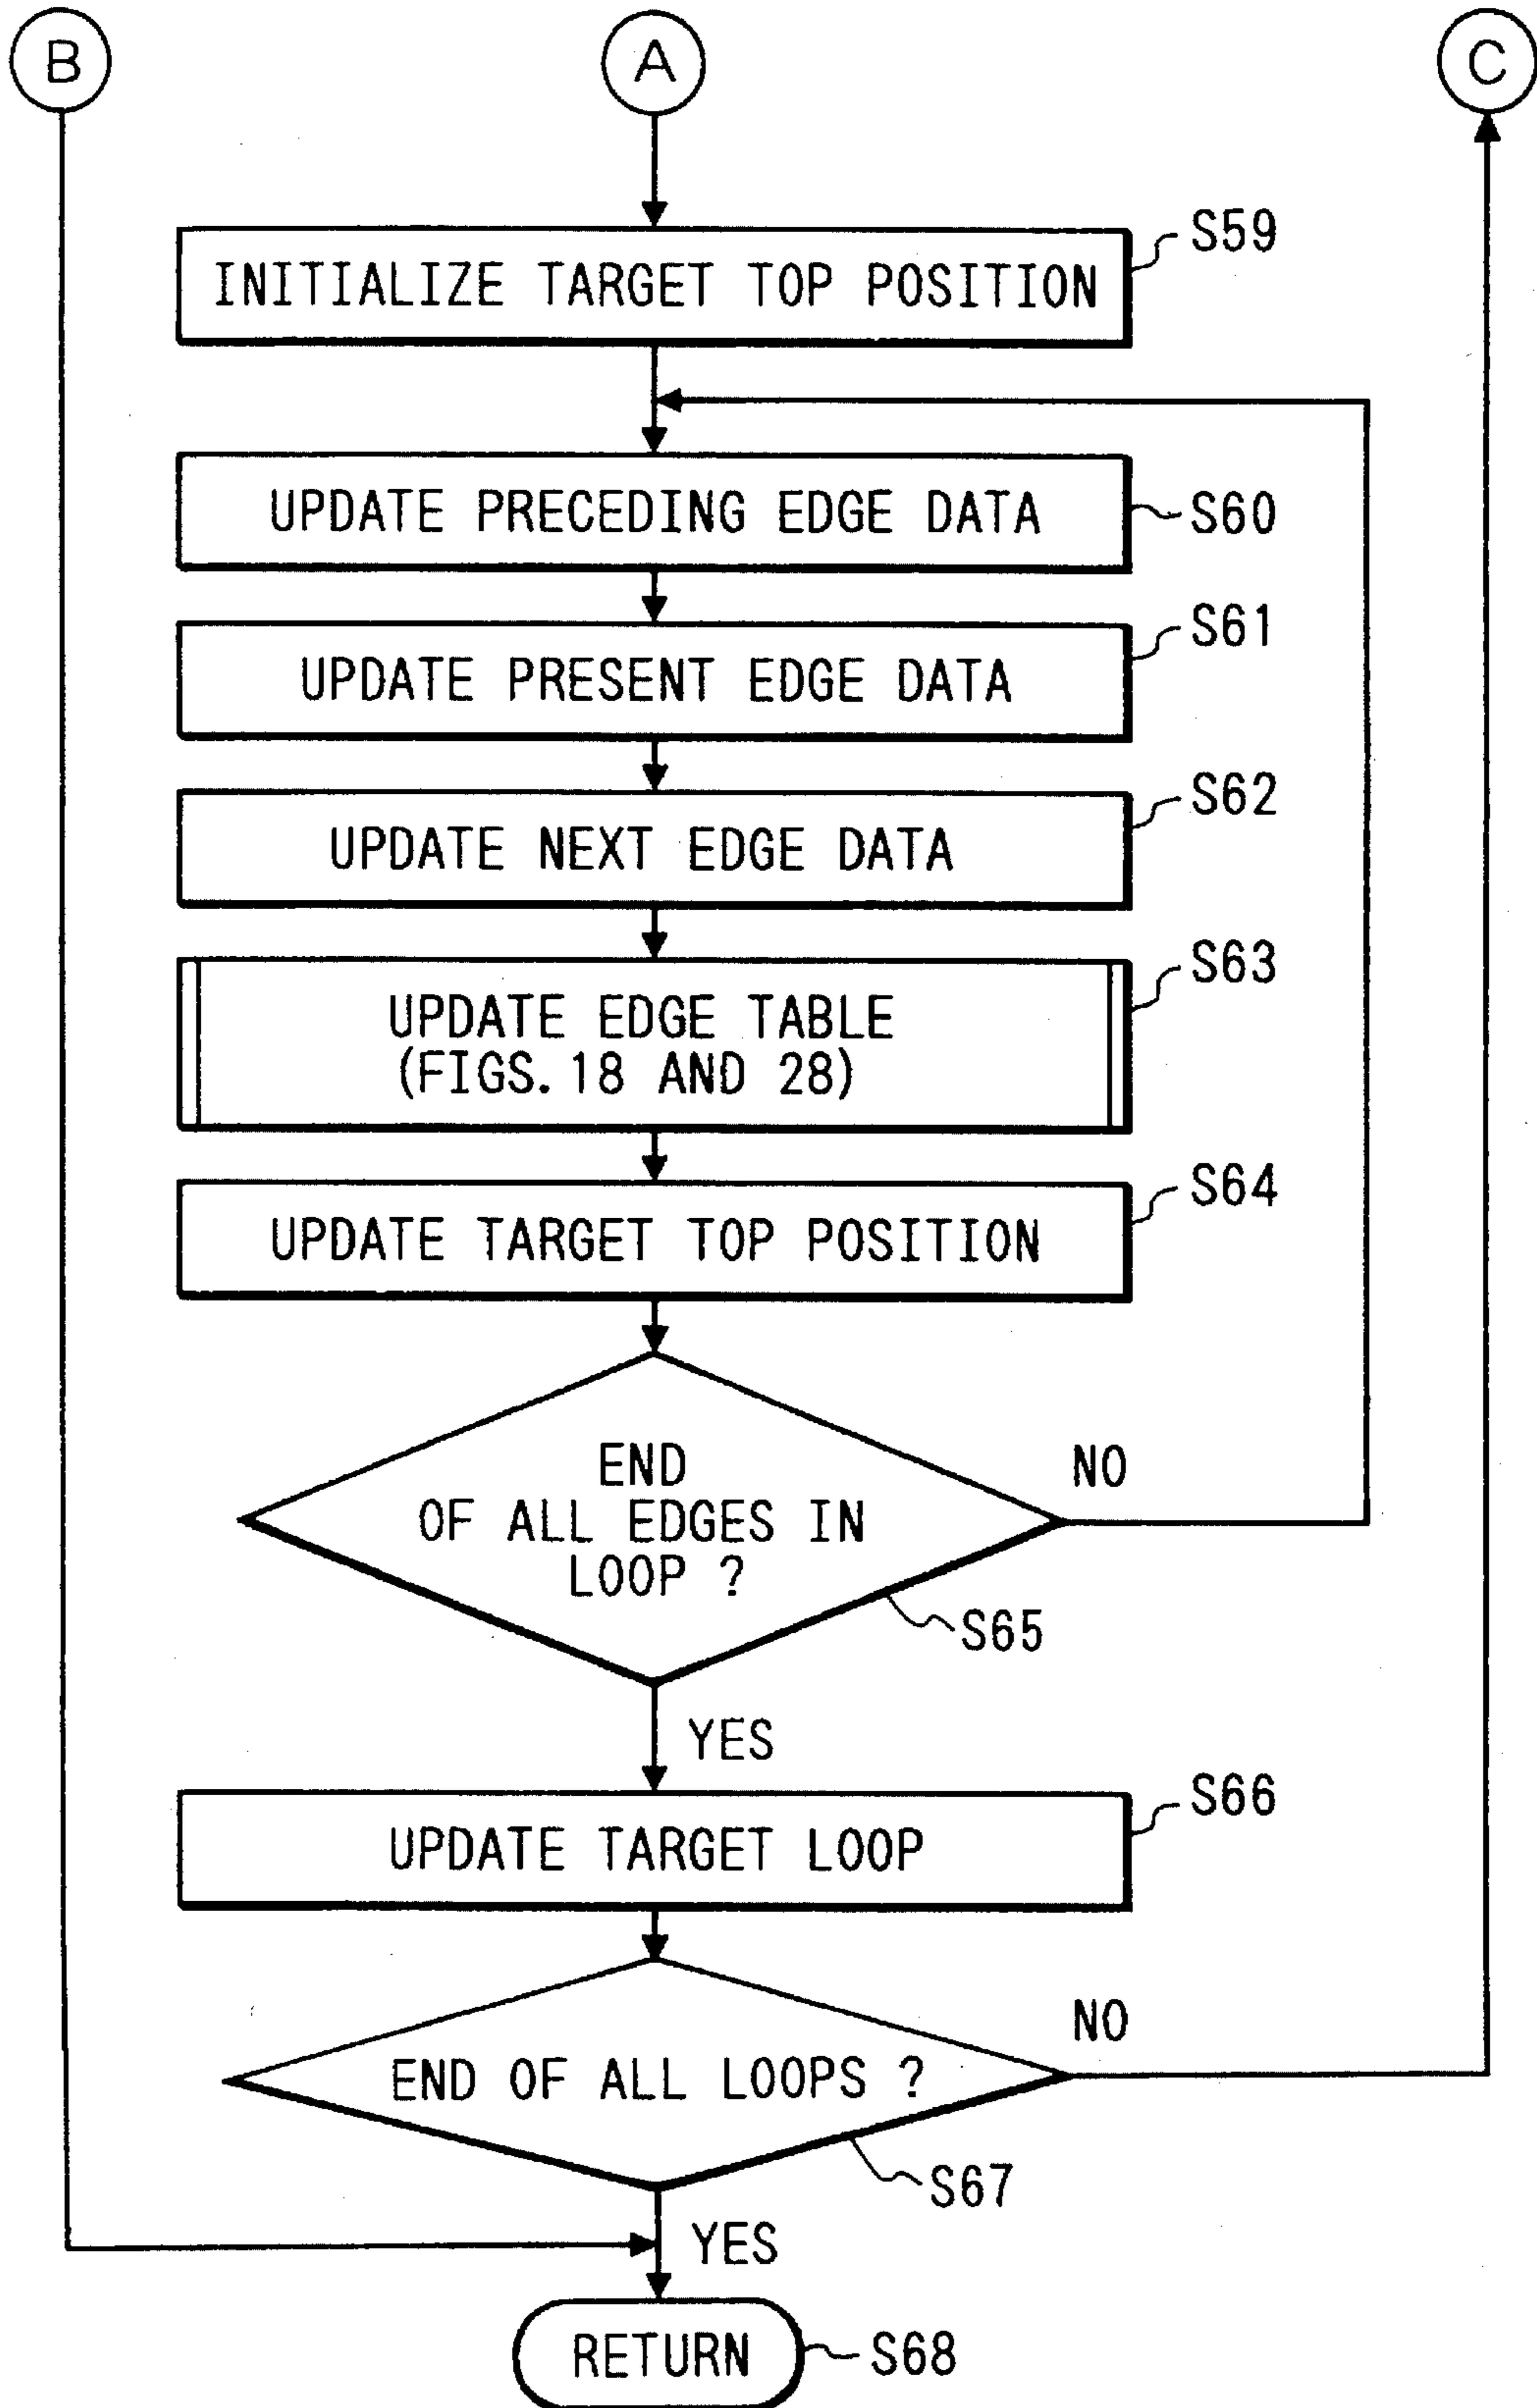 B
A
C
S59
INITIALIZE TARGET TOP POSITION
UPDATE PRECEDING EDGE DATA
S60
S61
UPDATE PRESENT EDGE DATA
S62
UPDATE NEXT EDGE DATA
S63
UPDATE EDGE TABLE
(FIGS. 18 AND 28)
S64
UPDATE TARGET TOP POSITION
END
NO
OF ALL EDGES IN
LOOP ?
S65
YES
S66
UPDATE TARGET LOOP
NO
END OF ALL LOOPS ?
S67
YES
RETURN
S68